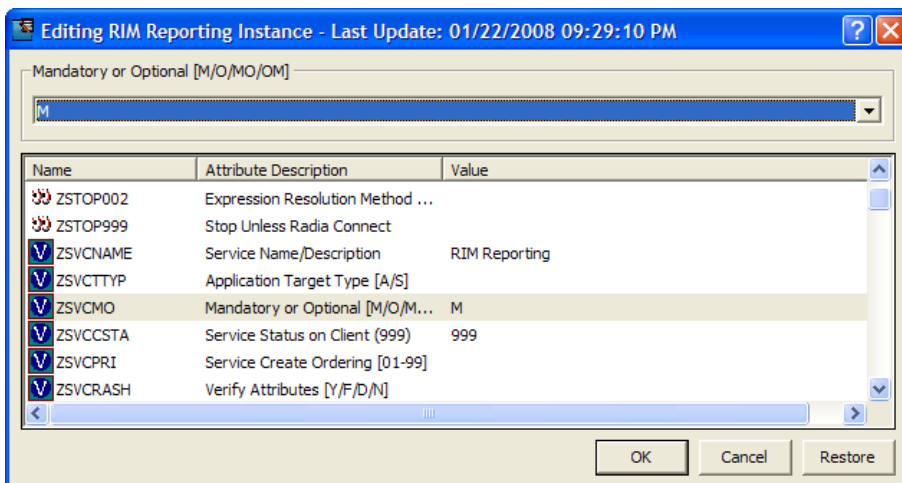 Editing RIM Reporting Instance - Last Update: 01/22/2008 09:29:10 PM
Mandatory or Optional [M/O/MO/OM]
M
Name Attribute Description Value
ZSTOP002 Expression Resolution Method ...
ZSTOP999 Stop Unless Radia Connect
V ZSVCNAME Service Name/Description RIM Reporting
V ZSVCTTYP Application Target Type [A/S]
V ZSVCMO Mandatory or Optional [M/O/M... M
V ZSVCCSTA Service Status on Client (999) 999
V ZSVCPRI Service Create Ordering [01-99]
V ZSVCRASH Verify Attributes [Y/F/D/N]
OK Cancel Restore